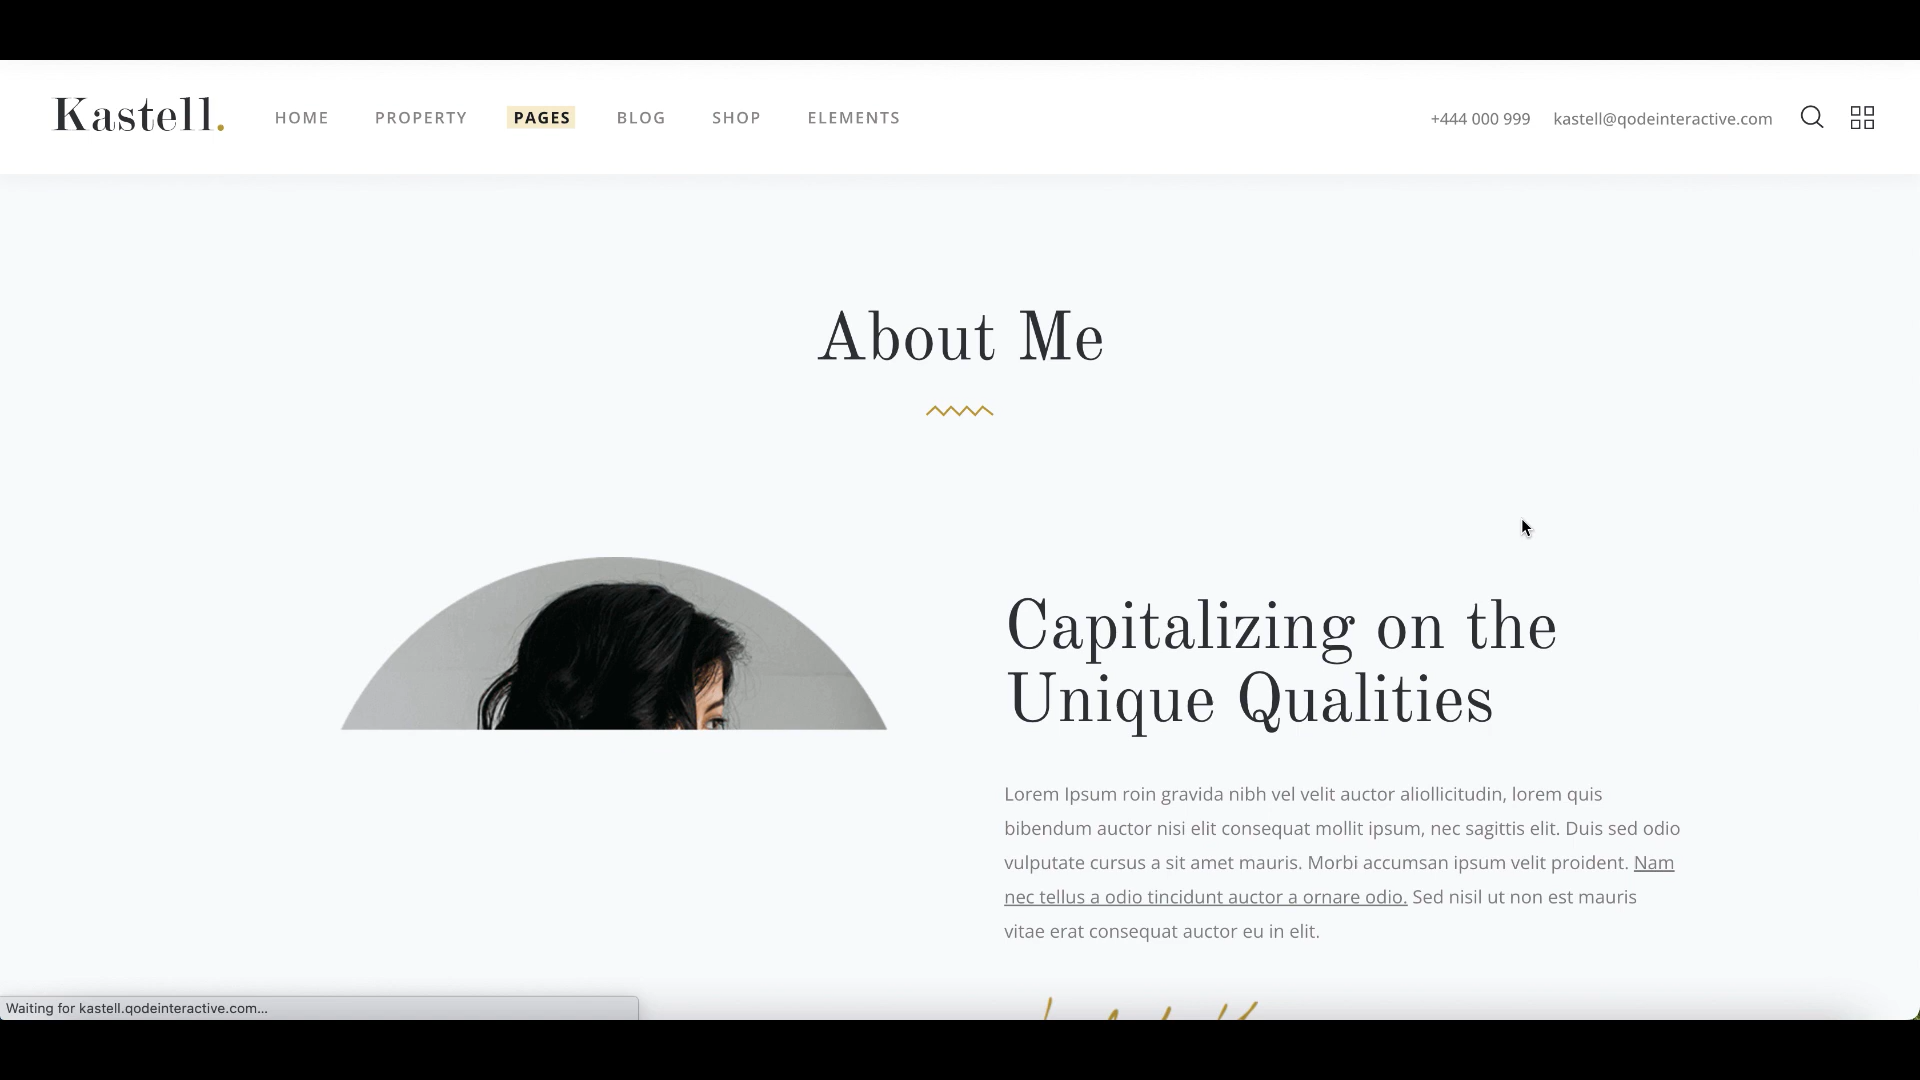 Kastell.
HOME PROPERTY PAGES BLOG SHOP ELEMENTS
+444 000 999 kastell@qodeinteractive.com
About Me
Capitalizing on the
Unique Qualities
Lorem Ipsum roin gravida nibh vel velit auctor aliollicitudin, lorem quis
bibendum auctor nisi elit consequat mollit ipsum, nec sagittis elit. Duis sed odio
vulputate cursus a sit amet mauris. Morbi accumsan ipsum velit proident. Nam
nec tellus a odio tincidunt auctor a ornare odio. Sed nisil ut non est mauris
vitae erat consequat auctor eu in elit.
Waiting for kastell.qodeinteractive.com...